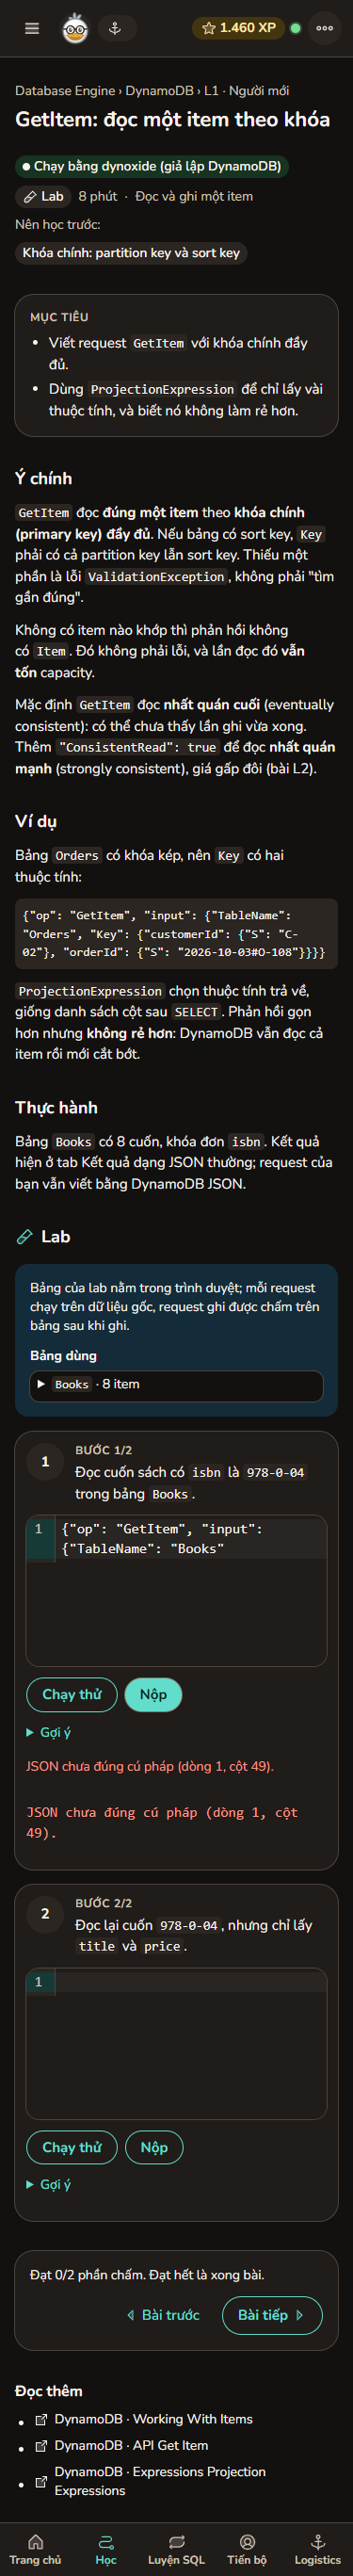 1.460 XP
Database Engine › DynamoDB › L1 · Người mới
GetItem: đọc một item theo khóa
Chạy bằng dynoxide (giả lập DynamoDB)
Lab 8 phút · Đọc và ghi một item
Nên học trước:
Khóa chính: partition key và sort key
MỤC TIÊU
• Viết request GetItem với khóa chính đầy
đủ.
• Dùng ProjectionExpression để chỉ lấy vài
thuộc tính, và biết nó không làm rẻ hơn.
Ý chính
GetItem đọc đúng một item theo khóa chính
(primary key) đầy đủ. Nếu bảng có sort key, Key
phải có cả partition key lẫn sort key. Thiếu một
phần là lỗi ValidationException, không phải "tìm
gần đúng".
Không có item nào khớp thì phản hồi không
có Item. Đó không phải lỗi, và lần đọc đó vẫn
tốn capacity.
Mặc định GetItem đọc nhất quán cuối (eventually
consistent): có thể chưa thấy lần ghi vừa xong.
Thêm "ConsistentRead": true để đọc nhất quán
mạnh (strongly consistent), giá gấp đôi (bài L2).
Ví dụ
Bảng Orders có khóa kép, nên Key có hai
thuộc tính:
{"op": "GetItem", "input": {"TableName":
"Orders", "Key": {"customerId": {"S": "C-
02"}, "orderId": {"S": "2026-10-03#O-108"}}}}
ProjectionExpression chọn thuộc tính trả về,
giống danh sách cột sau SELECT. Phản hồi gọn
hơn nhưng không rẻ hơn: DynamoDB vẫn đọc cả
item rồi mới cắt bớt.
Thực hành
Bảng Books có 8 cuốn, khóa đơn isbn. Kết quả
hiện ở tab Kết quả dạng JSON thường; request của
bạn vẫn viết bằng DynamoDB JSON.
Lab
Bảng của lab nằm trong trình duyệt; mỗi request
chạy trên dữ liệu gốc, request ghi được chấm trên
bảng sau khi ghi.
Bảng dùng
Books · 8 item
1 BƯỚC 1/2
Đọc cuốn sách có isbn là 978-0-04
trong bảng Books.
1 {"op": "GetItem", "input":
{"TableName": "Books"
Chạy thử Nộp
Gợi ý
JSON chưa đúng cú pháp (dòng 1, cột 49).
JSON chưa đúng cú pháp (dòng 1, cột
49).
2 BƯỚC 2/2
Đọc lại cuốn 978-0-04, nhưng chỉ lấy
title và price.
1
Chạy thử Nộp
Gợi ý
Đạt 0/2 phần chấm. Đạt hết là xong bài.
Bài trước Bài tiếp
Đọc thêm
• DynamoDB · Working With Items
• DynamoDB · API Get Item
• DynamoDB · Expressions Projection
Expressions
Trang chủ Học Luyện SQL Tiến bộ Logistics